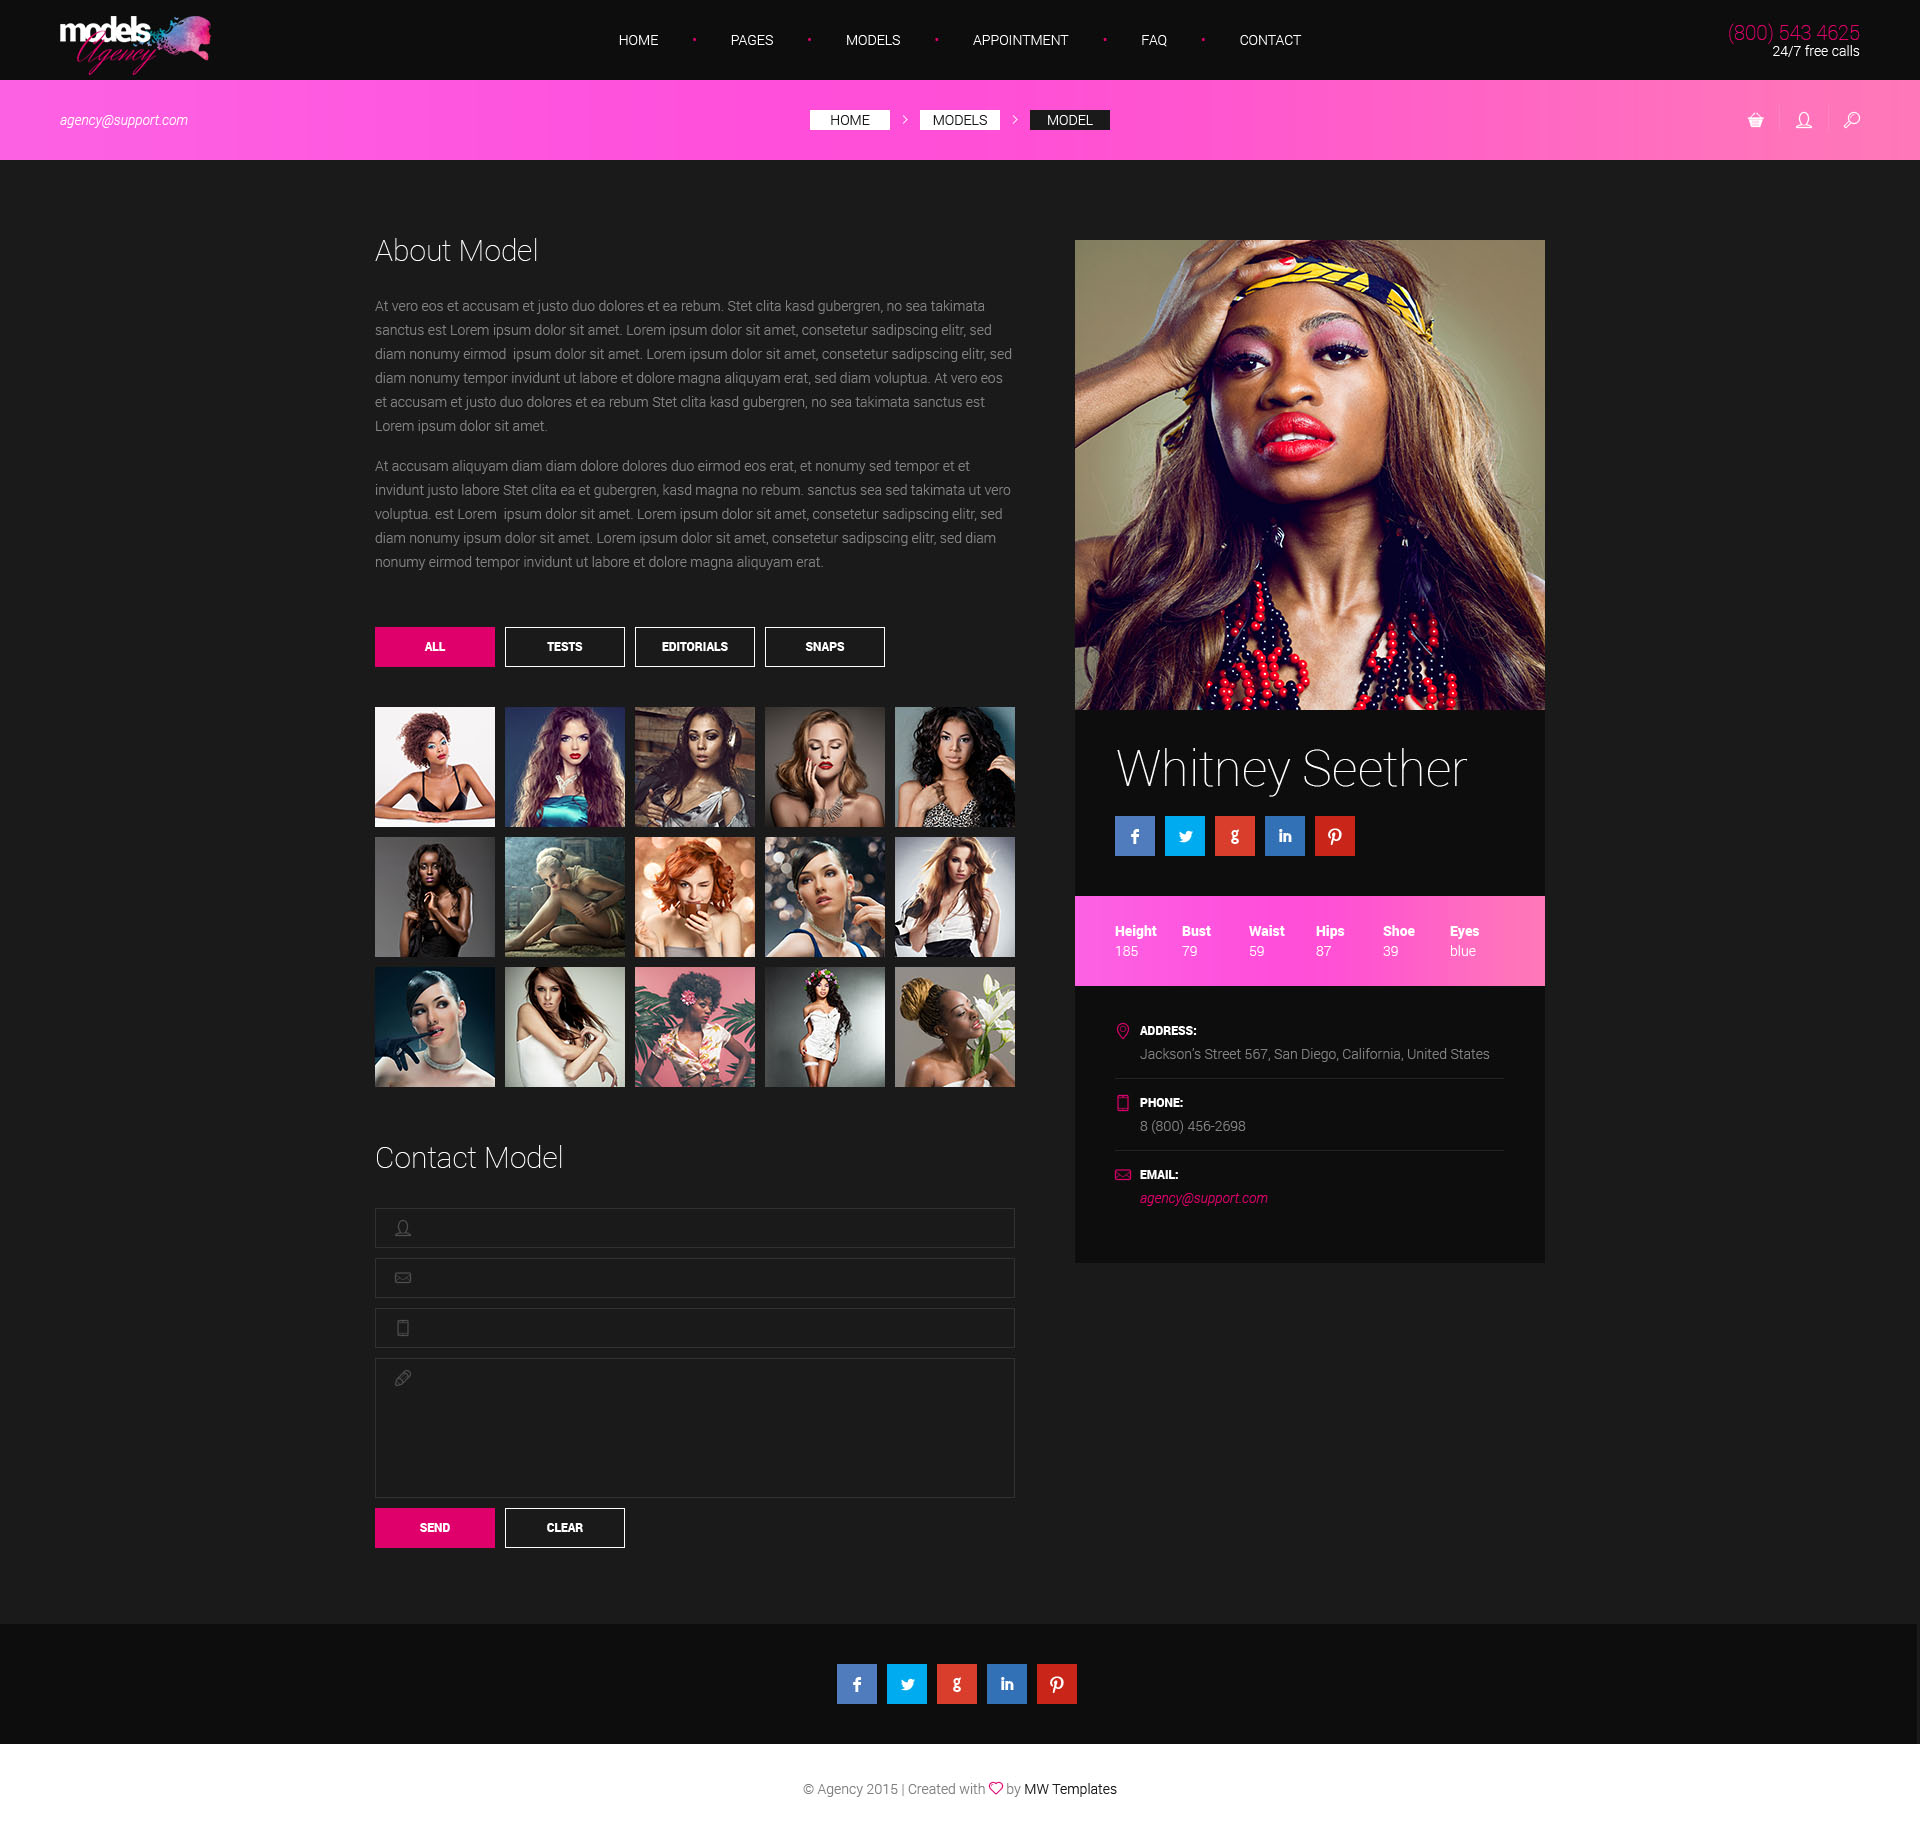 models
Agency
HOME • PAGES • MODELS • APPOINTMENT • FAQ • CONTACT
(800) 543 4625
24/7 free calls
agency@support.com
HOME > MODELS > MODEL
About Model
At vero eos et accusam et justo duo dolores et ea rebum. Stet clita kasd gubergren, no sea takimata
sanctus est Lorem ipsum dolor sit amet. Lorem ipsum dolor sit amet, consetetur sadipscing elitr, sed
diam nonumy eirmod ipsum dolor sit amet. Lorem ipsum dolor sit amet, consetetur sadipscing elitr, sed
diam nonumy tempor invidunt ut labore et dolore magna aliquyam erat, sed diam voluptua. At vero eos
et accusam et justo duo dolores et ea rebum Stet clita kasd gubergren, no sea takimata sanctus est
Lorem ipsum dolor sit amet.
At accusam aliquyam diam diam dolore dolores duo eirmod eos erat, et nonumy sed tempor et et
invidunt justo labore Stet clita ea et gubergren, kasd magna no rebum. sanctus sea sed takimata ut vero
voluptua. est Lorem ipsum dolor sit amet. Lorem ipsum dolor sit amet, consetetur sadipscing elitr, sed
diam nonumy ipsum dolor sit amet. Lorem ipsum dolor sit amet, consetetur sadipscing elitr, sed diam
nonumy eirmod tempor invidunt ut labore et dolore magna aliquyam erat.
ALL TESTS EDITORIALS SNAPS
Contact Model
SEND CLEAR
Whitney Seether
f g in
Height Bust Waist Hips Shoe Eyes
185 79 59 87 39 blue
ADDRESS:
Jackson's Street 567, San Diego, California, United States
PHONE:
8 (800) 456-2698
EMAIL:
agency@support.com
f g in
© Agency 2015 | Created with by MW Templates